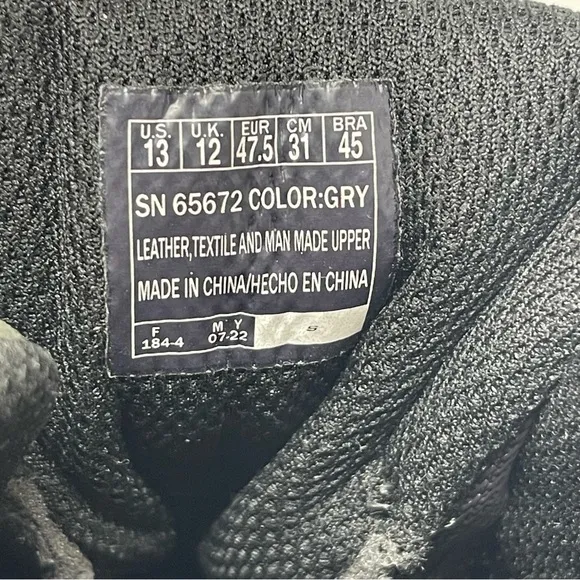 U.S. U.K. EUR CM BRA
13 12 47.5 31 45
SN 65672 COLOR:GRY
LEATHER,TEXTILE AND MAN MADE UPPER
MADE IN CHINA/HECHO EN CHINA
F M Y
184-4 07-22 S